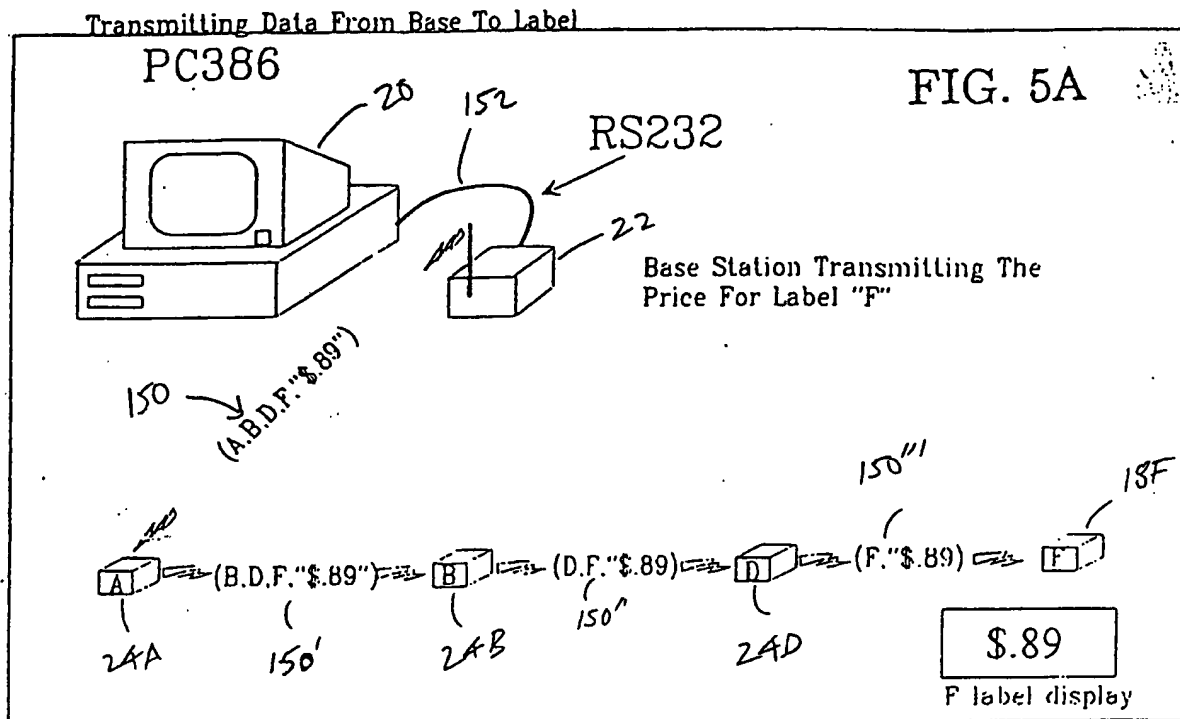 Transmitting Data From Base To Label
PC386
FIG. 5A
20
152
RS232
22
Base Station Transmitting The
Price For Label "F"
150
(A.B.D.F."$.89")
150'''
18F
A (B.D.F."$.89") B (D.F."$.89) D (F."$.89) F
24A
150'
24B
150''
24D
$.89
F label display